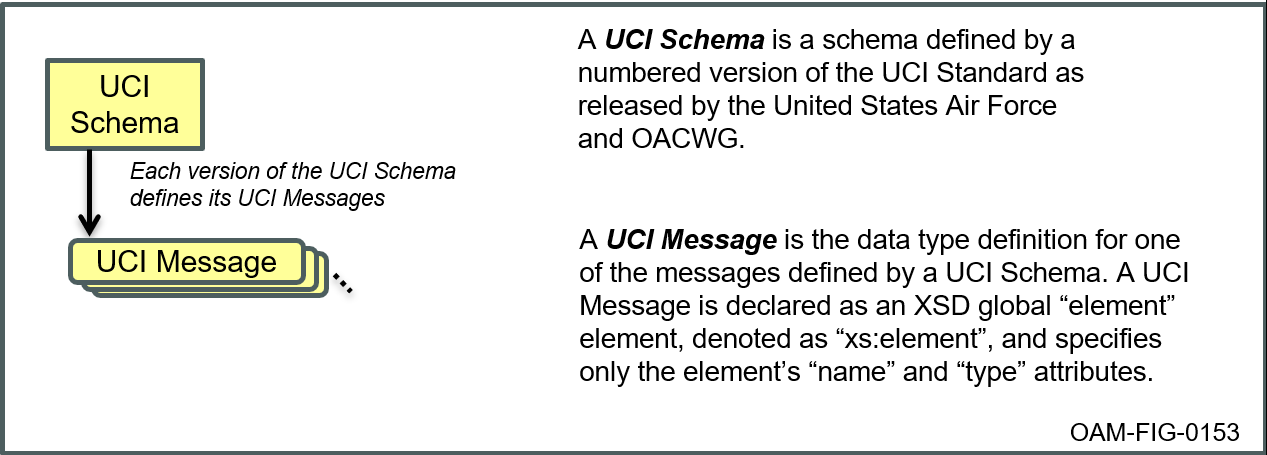 UCI
Schema
Each version of the UCI Schema
defines its UCI Messages
UCI Message
A UCI Schema is a schema defined by a
numbered version of the UCI Standard as
released by the United States Air Force
and OACWG.
A UCI Message is the data type definition for one
of the messages defined by a UCI Schema. A UCI
Message is declared as an XSD global “element”
element, denoted as “xs:element”, and specifies
only the element’s “name” and “type” attributes.
OAM-FIG-0153